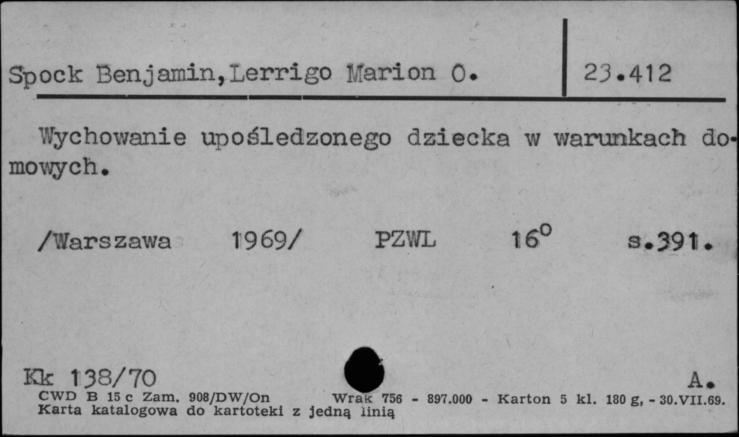 Spock Benjamin,Lerrigo Marion O. 23.412
Wychowanie upośledzonego dziecka w warunkach do-
mowych.
/Warszawa 1969/ PZWL 16° s.391.
Kk 138/70 A.
CWD B 15 c Zam. 908/DW/On Wrak 756 - 897.000 - Karton 5 kl. 180 g, - 30.VII.69.
Karta katalogowa do kartoteki z jedną linią